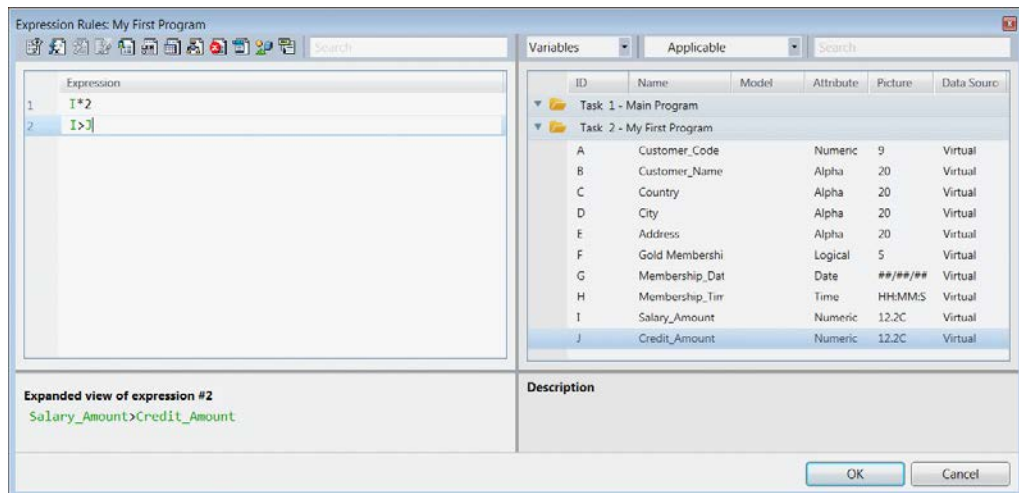 Expression Rules: My First Program
Search Variables Applicable Search
Expression
1 I*2
2 I>J
ID Name Model Attribute Picture Data Sourc
Task 1 - Main Program
Task 2 - My First Program
A Customer_Code Numeric 9 Virtual
B Customer_Name Alpha 20 Virtual
C Country Alpha 20 Virtual
D City Alpha 20 Virtual
E Address Alpha 20 Virtual
F Gold Membershi Logical 5 Virtual
G Membership_Dat Date ##/##/## Virtual
H Membership_Tim Time HH:MM:S Virtual
I Salary_Amount Numeric 12.2C Virtual
J Credit_Amount Numeric 12.2C Virtual
Expanded view of expression #2
Salary_Amount>Credit_Amount
Description
OK Cancel